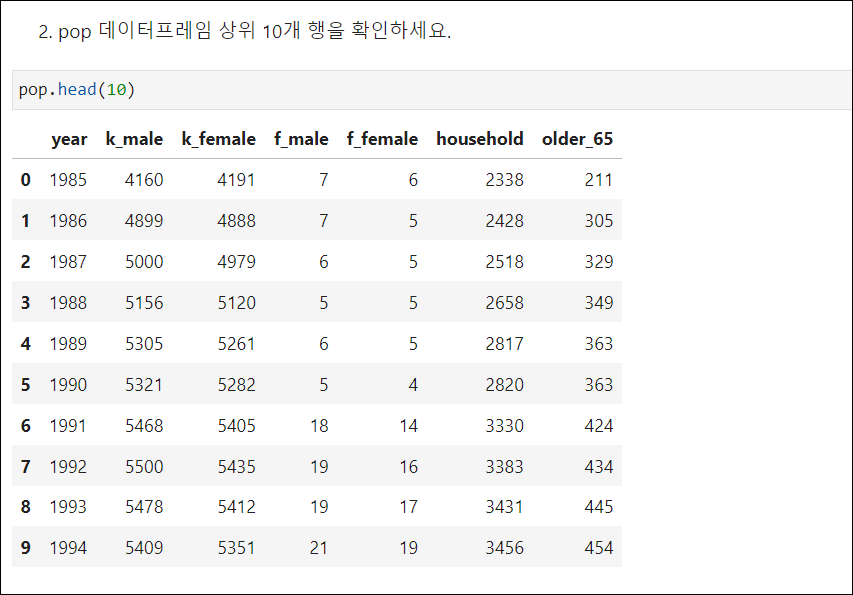 2. pop 데이터프레임 상위 10개 행을 확인하세요.
pop.head(10)
year k_male k_female f_male f_female household older_65
0 1985 4160 4191 7 6 2338 211
1 1986 4899 4888 7 5 2428 305
2 1987 5000 4979 6 5 2518 329
3 1988 5156 5120 5 5 2658 349
4 1989 5305 5261 6 5 2817 363
5 1990 5321 5282 5 4 2820 363
6 1991 5468 5405 18 14 3330 424
7 1992 5500 5435 19 16 3383 434
8 1993 5478 5412 19 17 3431 445
9 1994 5409 5351 21 19 3456 454